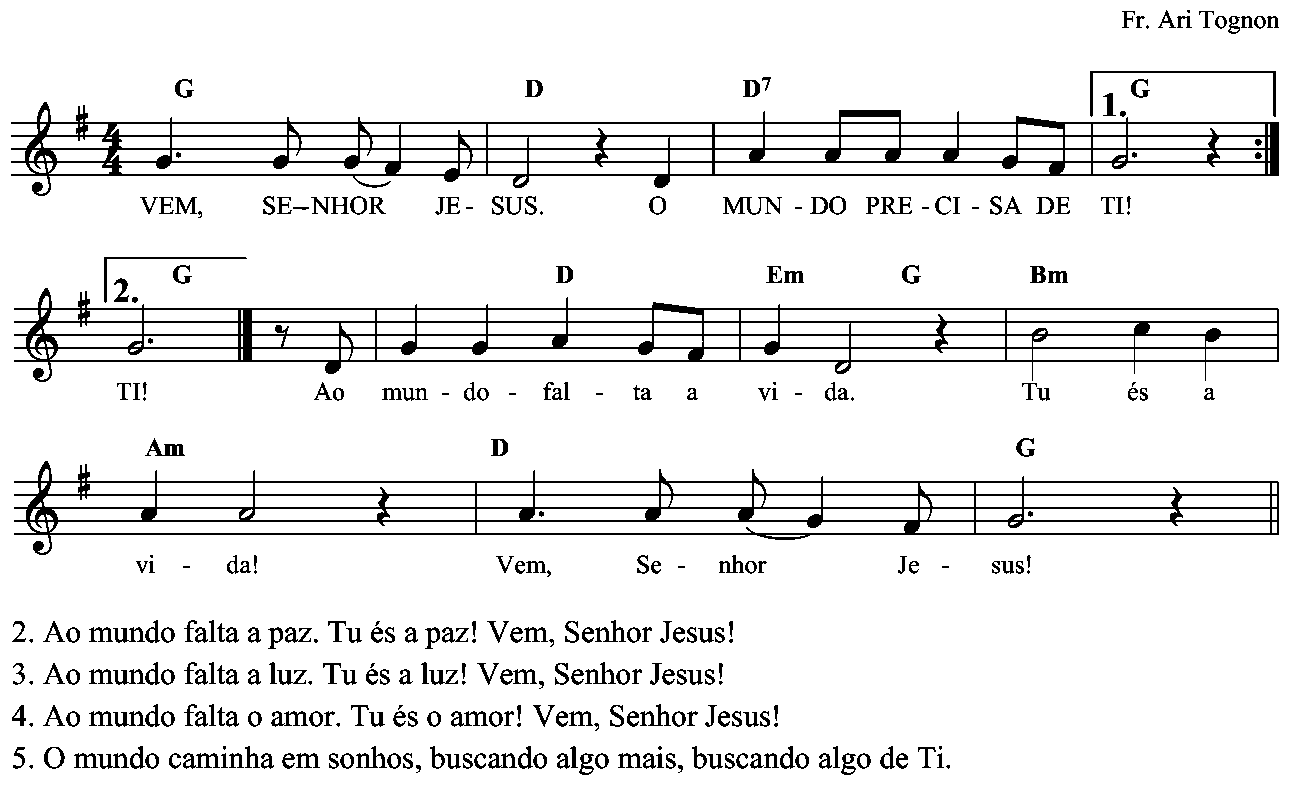 Fr. Ari Tognon
G D D7 1. G
VEM, SE-NHOR JE - SUS. O MUN - DO PRE - CI - SA DE TI!
2. G D Em G Bm
TI! Ao mun - do - fal - ta a vi - da. Tu és a
Am D G
vi - da! Vem, Se - nhor Je - sus!
2. Ao mundo falta a paz. Tu és a paz! Vem, Senhor Jesus!
3. Ao mundo falta a luz. Tu és a luz! Vem, Senhor Jesus!
4. Ao mundo falta o amor. Tu és o amor! Vem, Senhor Jesus!
5. O mundo caminha em sonhos, buscando algo mais, buscando algo de Ti.